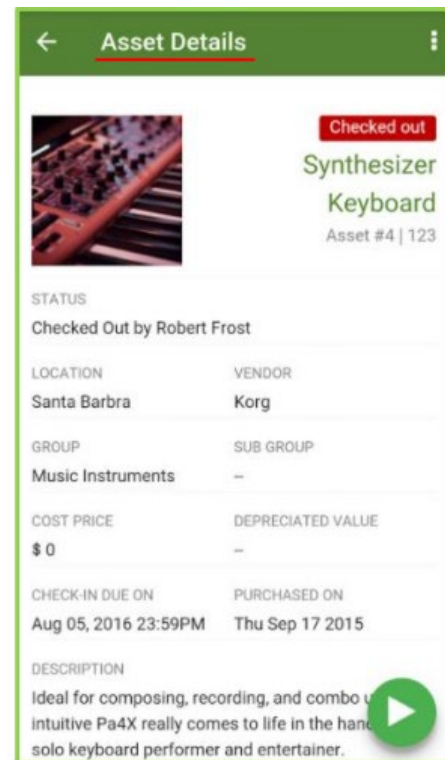 Asset Details
Checked out
Synthesizer
Keyboard
Asset #4 | 123
STATUS
Checked Out by Robert Frost
LOCATION VENDOR
Santa Barbra Korg
GROUP SUB GROUP
Music Instruments --
COST PRICE DEPRECIATED VALUE
$ 0 --
CHECK-IN DUE ON PURCHASED ON
Aug 05, 2016 23:59PM Thu Sep 17 2015
DESCRIPTION
Ideal for composing, recording, and combo
intuitive Pa4X really comes to life in the
solo keyboard performer and entertainer.